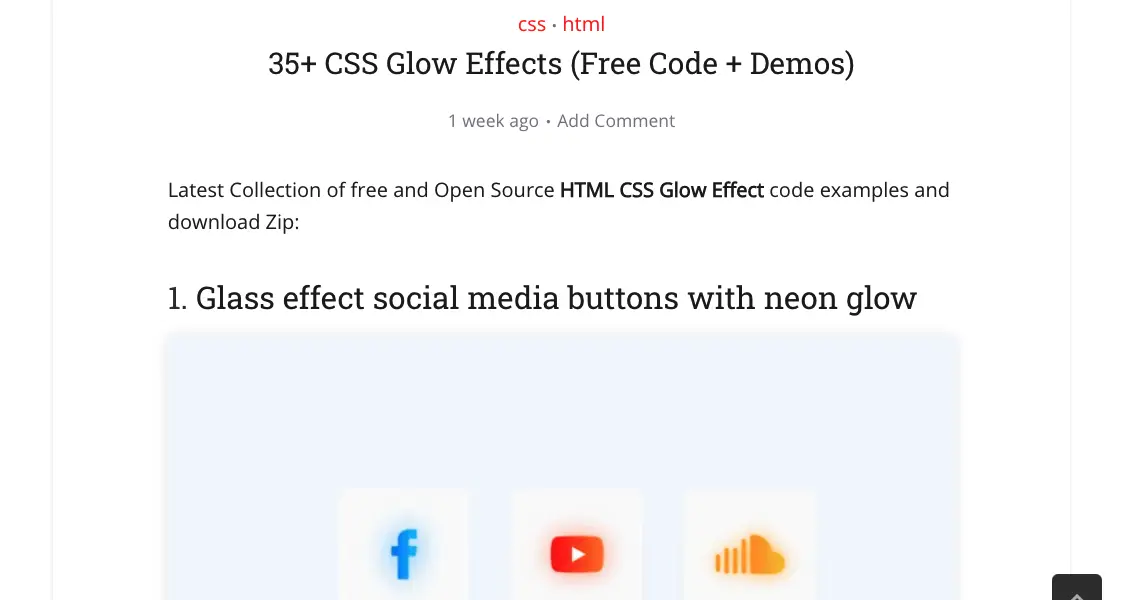 css • html
35+ CSS Glow Effects (Free Code + Demos)
1 week ago • Add Comment
Latest Collection of free and Open Source HTML CSS Glow Effect code examples and
download Zip:
1. Glass effect social media buttons with neon glow